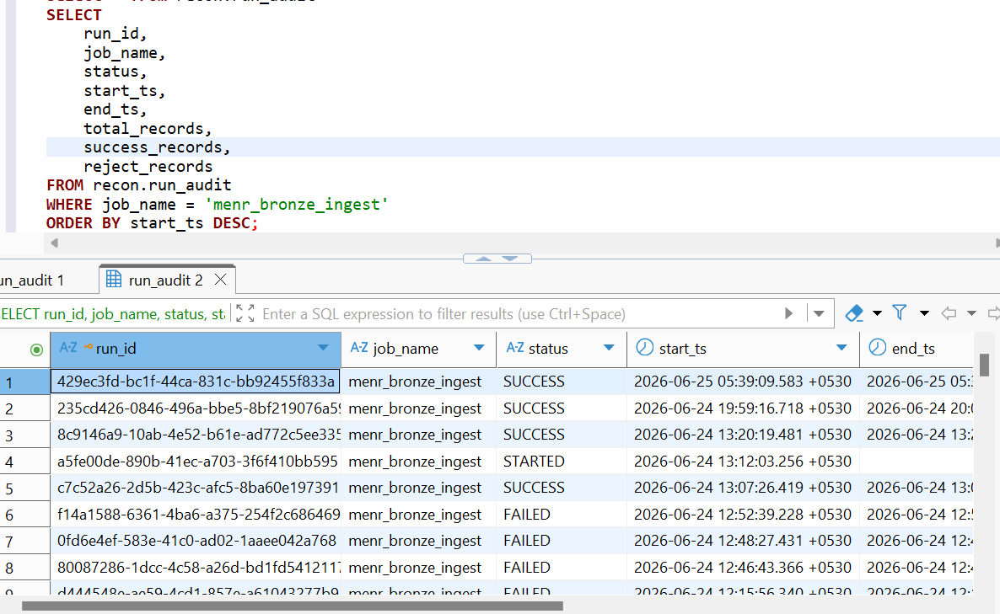 SELECT
run_id,
job_name,
status,
start_ts,
end_ts,
total_records,
success_records,
reject_records
FROM recon.run_audit
WHERE job_name = 'menr_bronze_ingest'
ORDER BY start_ts DESC;
un_audit 1 run_audit 2
ELECT run_id, job_name, status, st Enter a SQL expression to filter results (use Ctrl+Space)
A-Z run_id A-Z job_name A-Z status start_ts end_ts
1 429ec3fd-bc1f-44ca-831c-bb92455f833a menr_bronze_ingest SUCCESS 2026-06-25 05:39:09.583 +0530 2026-06-25 05:
2 235cd426-0846-496a-bbe5-8bf219076a59 menr_bronze_ingest SUCCESS 2026-06-24 19:59:16.718 +0530 2026-06-24 20:
3 8c9146a9-10ab-4e52-b61e-ad772c5ee335 menr_bronze_ingest SUCCESS 2026-06-24 13:20:19.481 +0530 2026-06-24 13:2
4 a5fe00de-890b-41ec-a703-3f6f410bb595 menr_bronze_ingest STARTED 2026-06-24 13:12:03.256 +0530
5 c7c52a26-2d5b-423c-afc5-8ba60e197391 menr_bronze_ingest SUCCESS 2026-06-24 13:07:26.419 +0530 2026-06-24 13:0
6 f14a1588-6361-4ba6-a375-254f2c686469 menr_bronze_ingest FAILED 2026-06-24 12:52:39.228 +0530 2026-06-24 12:5
7 0fd6e4ef-583e-41c0-ad02-1aaee042a768 menr_bronze_ingest FAILED 2026-06-24 12:48:27.431 +0530 2026-06-24 12:4
8 80087286-1dcc-4c58-a26d-bd1fd5412117 menr_bronze_ingest FAILED 2026-06-24 12:46:43.366 +0530 2026-06-24 12:4
9 d444548e-ae59-4cd1-857e-a61043277b9 menr_bronze_ingest FAILED 2026-06-24 12:15:56.340 +0530 2026-06-24 12: